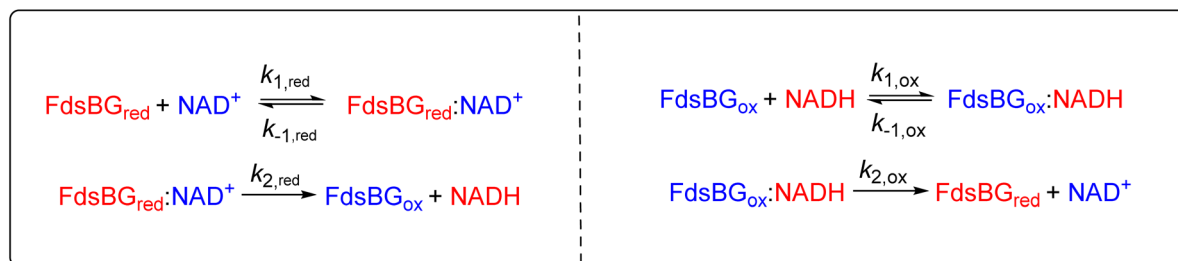 k1,red
FdsBGred + NAD+ ⇌ FdsBGred:NAD+
k-1,red
FdsBGred:NAD+ k2,red → FdsBGox + NADH
k1,ox
FdsBGox + NADH ⇌ FdsBGox:NADH
k-1,ox
FdsBGox:NADH k2,ox → FdsBGred + NAD+